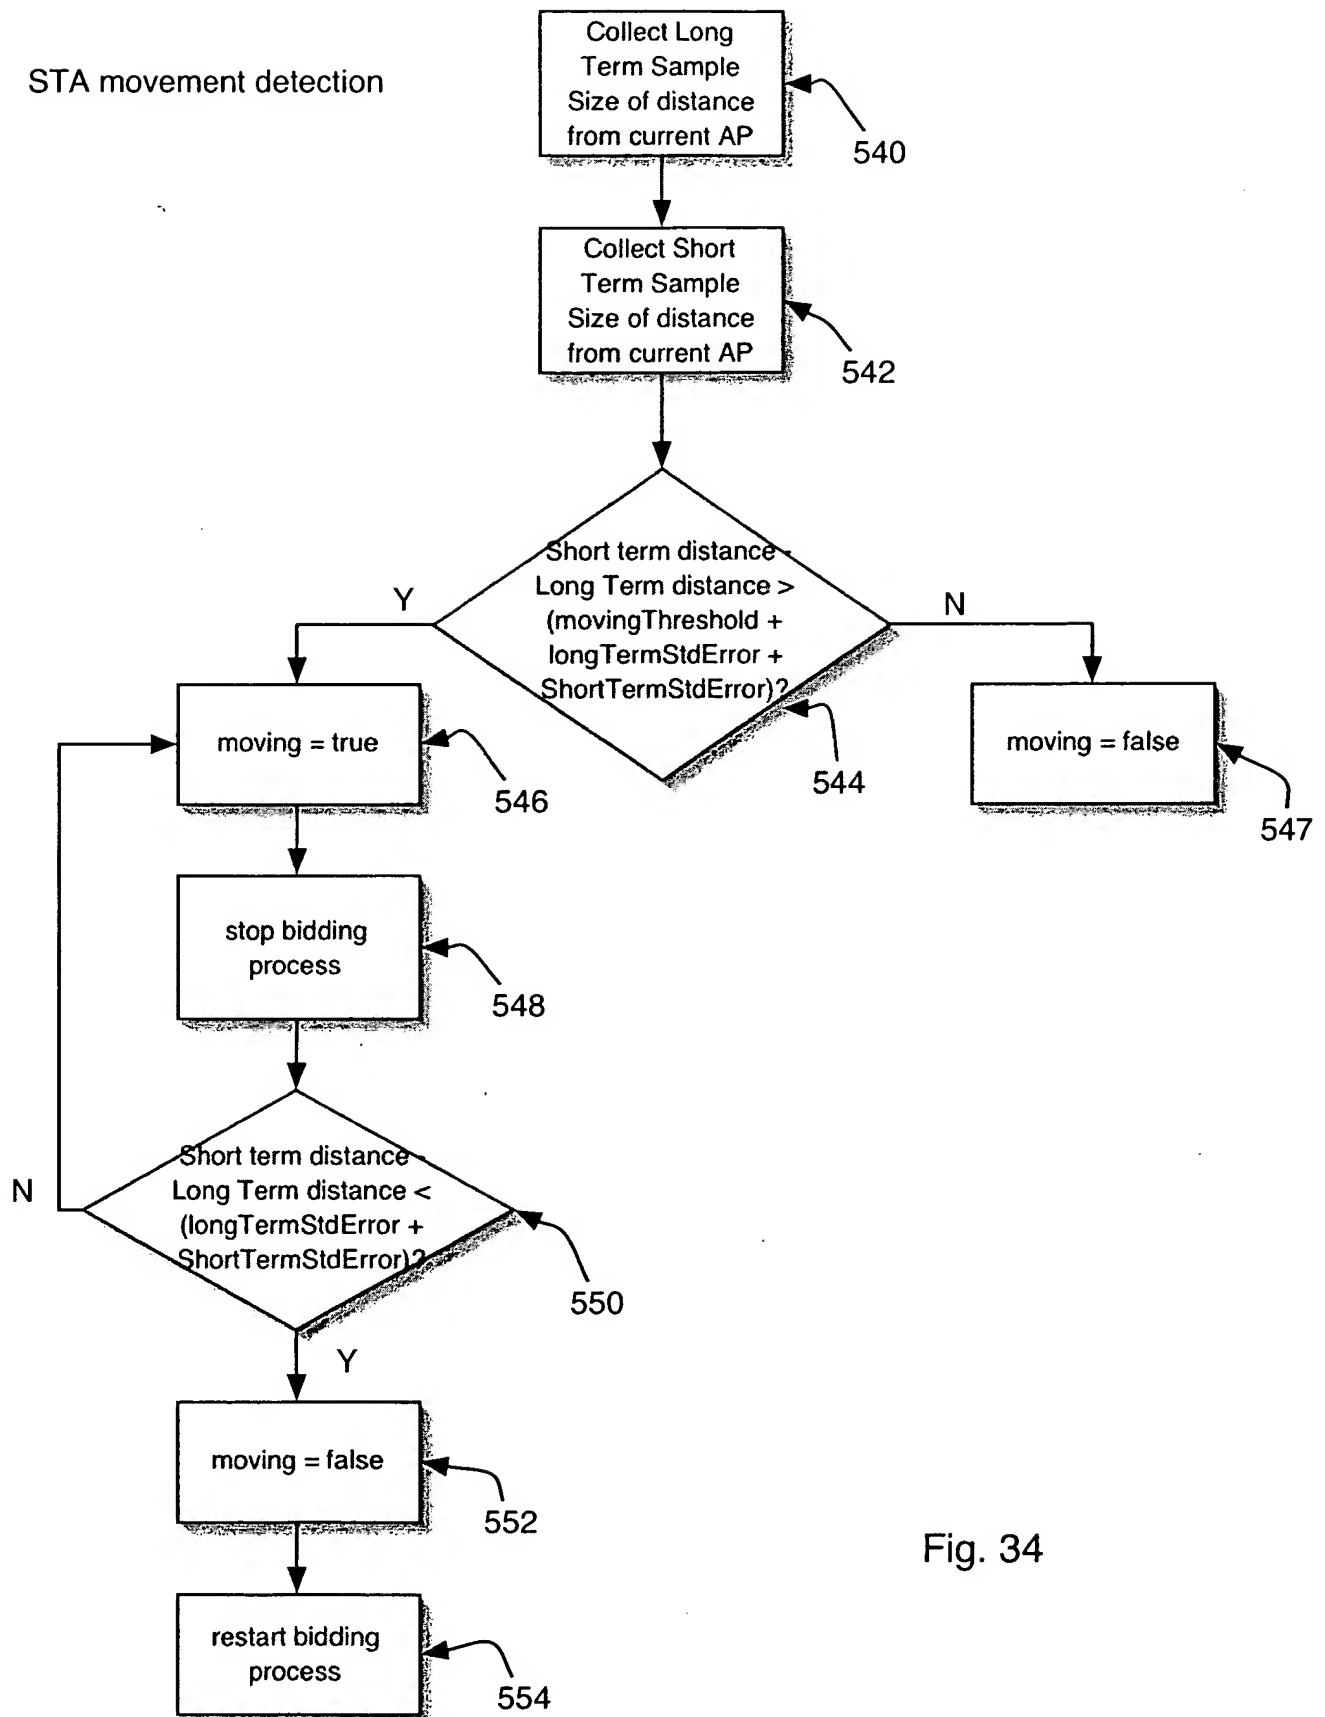 STA movement detection
Collect Long
Term Sample
Size of distance
from current AP
540
Collect Short
Term Sample
Size of distance
from current AP
542
Short term distance -
Long Term distance >
(movingThreshold +
longTermStdError +
ShortTermStdError)?
Y
N
544
moving = true
546
moving = false
547
stop bidding
process
548
Short term distance -
Long Term distance <
(longTermStdError +
ShortTermStdError)?
N
550
Y
moving = false
552
restart bidding
process
554
Fig. 34